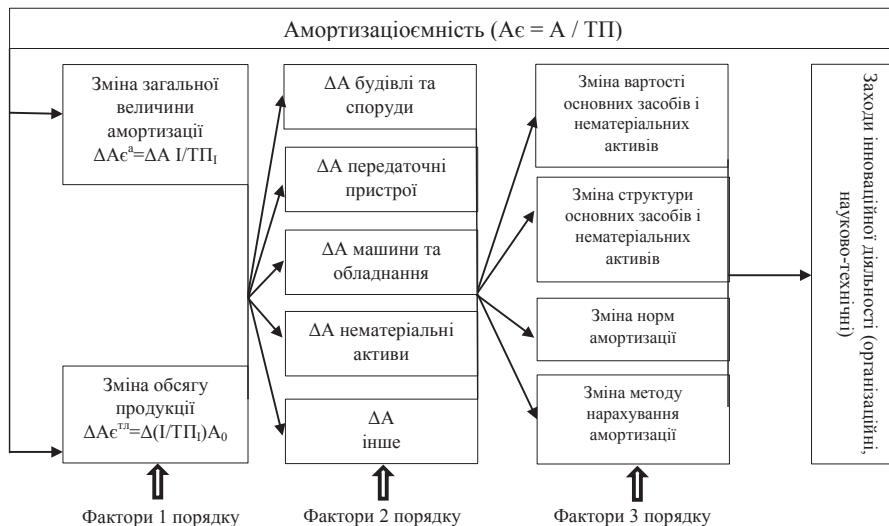 Амортизаціоємність (Ає = А / ТП)
Зміна загальної
величини
амортизації
ΔАєᵃ=ΔА І/ТПІ
Зміна обсягу
продукції
ΔАєᵗˡ=Δ(І/ТПІ)А₀
ΔА будівлі та
споруди
ΔА передаточні
пристрої
ΔА машини та
обладнання
ΔА нематеріальні
активи
ΔА
інше
Зміна вартості
основних засобів і
нематеріальних
активів
Зміна структури
основних засобів і
нематеріальних
активів
Зміна норм
амортизації
Зміна методу
нарахування
амортизації
Заходи інноваційної діяльності (організаційні,
науково-технічні)
Фактори 1 порядку
Фактори 2 порядку
Фактори 3 порядку